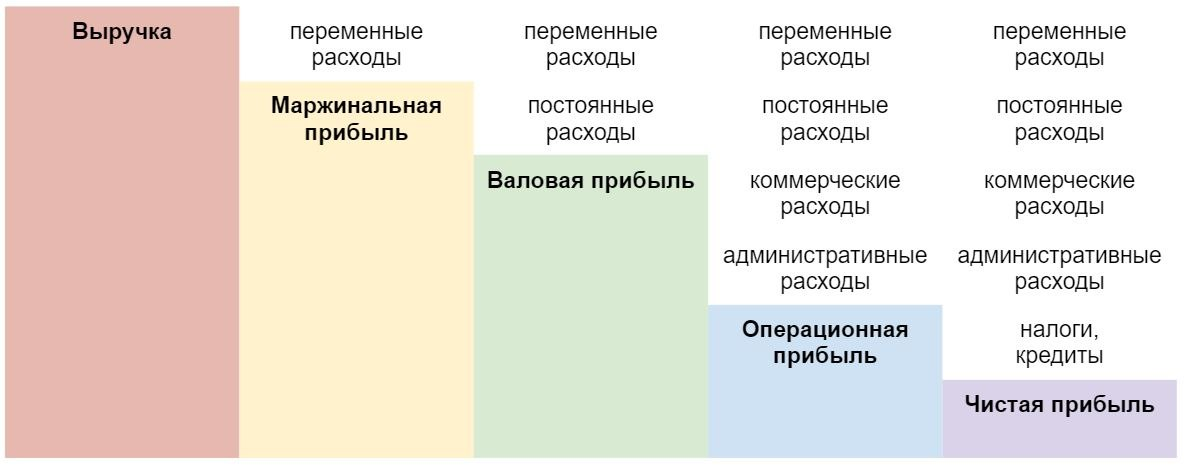 Выручка
переменные
расходы
переменные
расходы
переменные
расходы
переменные
расходы
Маржинальная
прибыль
постоянные
расходы
постоянные
расходы
постоянные
расходы
Валовая прибыль
коммерческие
расходы
коммерческие
расходы
административные
расходы
административные
расходы
Операционная
прибыль
налоги,
кредиты
Чистая прибыль